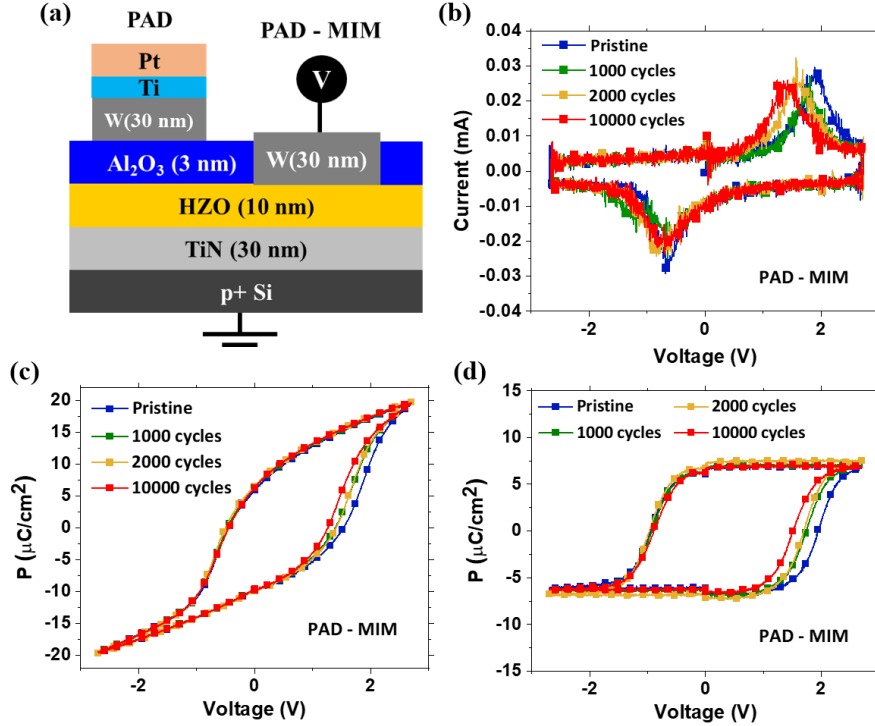 (a)
PAD
PAD - MIM
Pt
Ti
W(30 nm)
V
W(30 nm)
Al₂O₃ (3 nm)
HZO (10 nm)
TiN (30 nm)
p+ Si
(b)
Current (mA)
0.04
0.03
0.02
0.01
0.00
-0.01
-0.02
-0.03
-0.04
Pristine
1000 cycles
2000 cycles
10000 cycles
PAD - MIM
-2 0 2
Voltage (V)
(c)
P (μC/cm²)
20
15
10
5
0
-5
-10
-15
-20
Pristine
1000 cycles
2000 cycles
10000 cycles
PAD - MIM
-2 0 2
Voltage (V)
(d)
P (μC/cm²)
15
10
5
0
-5
-10
-15
Pristine 2000 cycles
1000 cycles 10000 cycles
PAD - MIM
-2 0 2
Voltage (V)